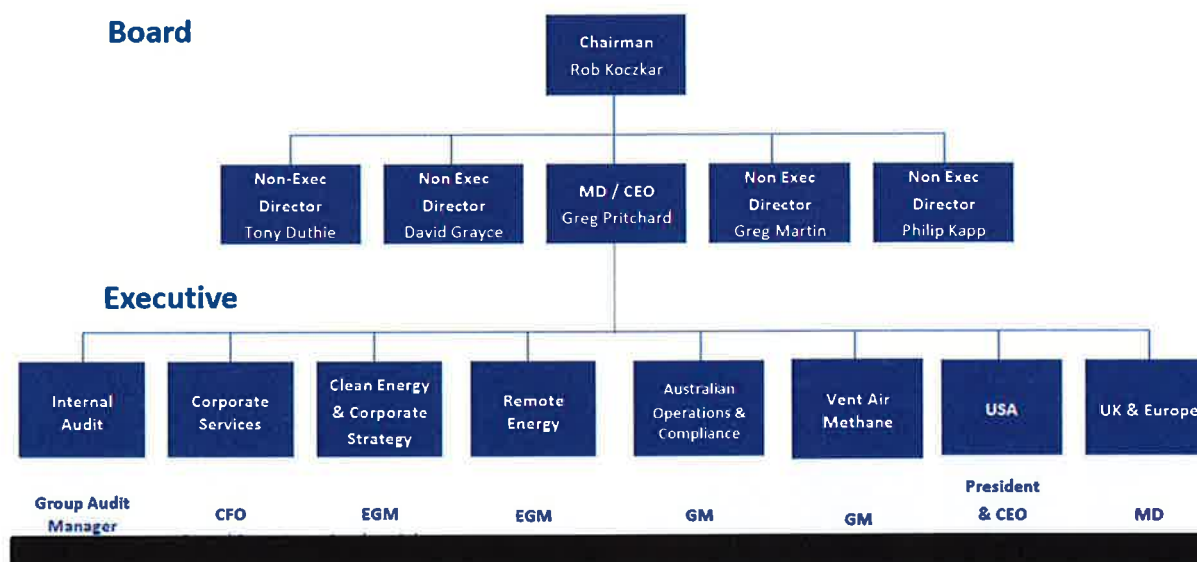 Board
Chairman
Rob Koczkar
Non-Exec
Director
Tony Duthie
Non Exec
Director
David Grayce
MD / CEO
Greg Pritchard
Non Exec
Director
Greg Martin
Non Exec
Director
Philip Kapp
Executive
Internal
Audit
Corporate
Services
Clean Energy
& Corporate
Strategy
Remote
Energy
Australian
Operations &
Compliance
Vent Air
Methane
USA
UK & Europe
Group Audit
Manager
CFO
EGM
EGM
GM
GM
President
& CEO
MD